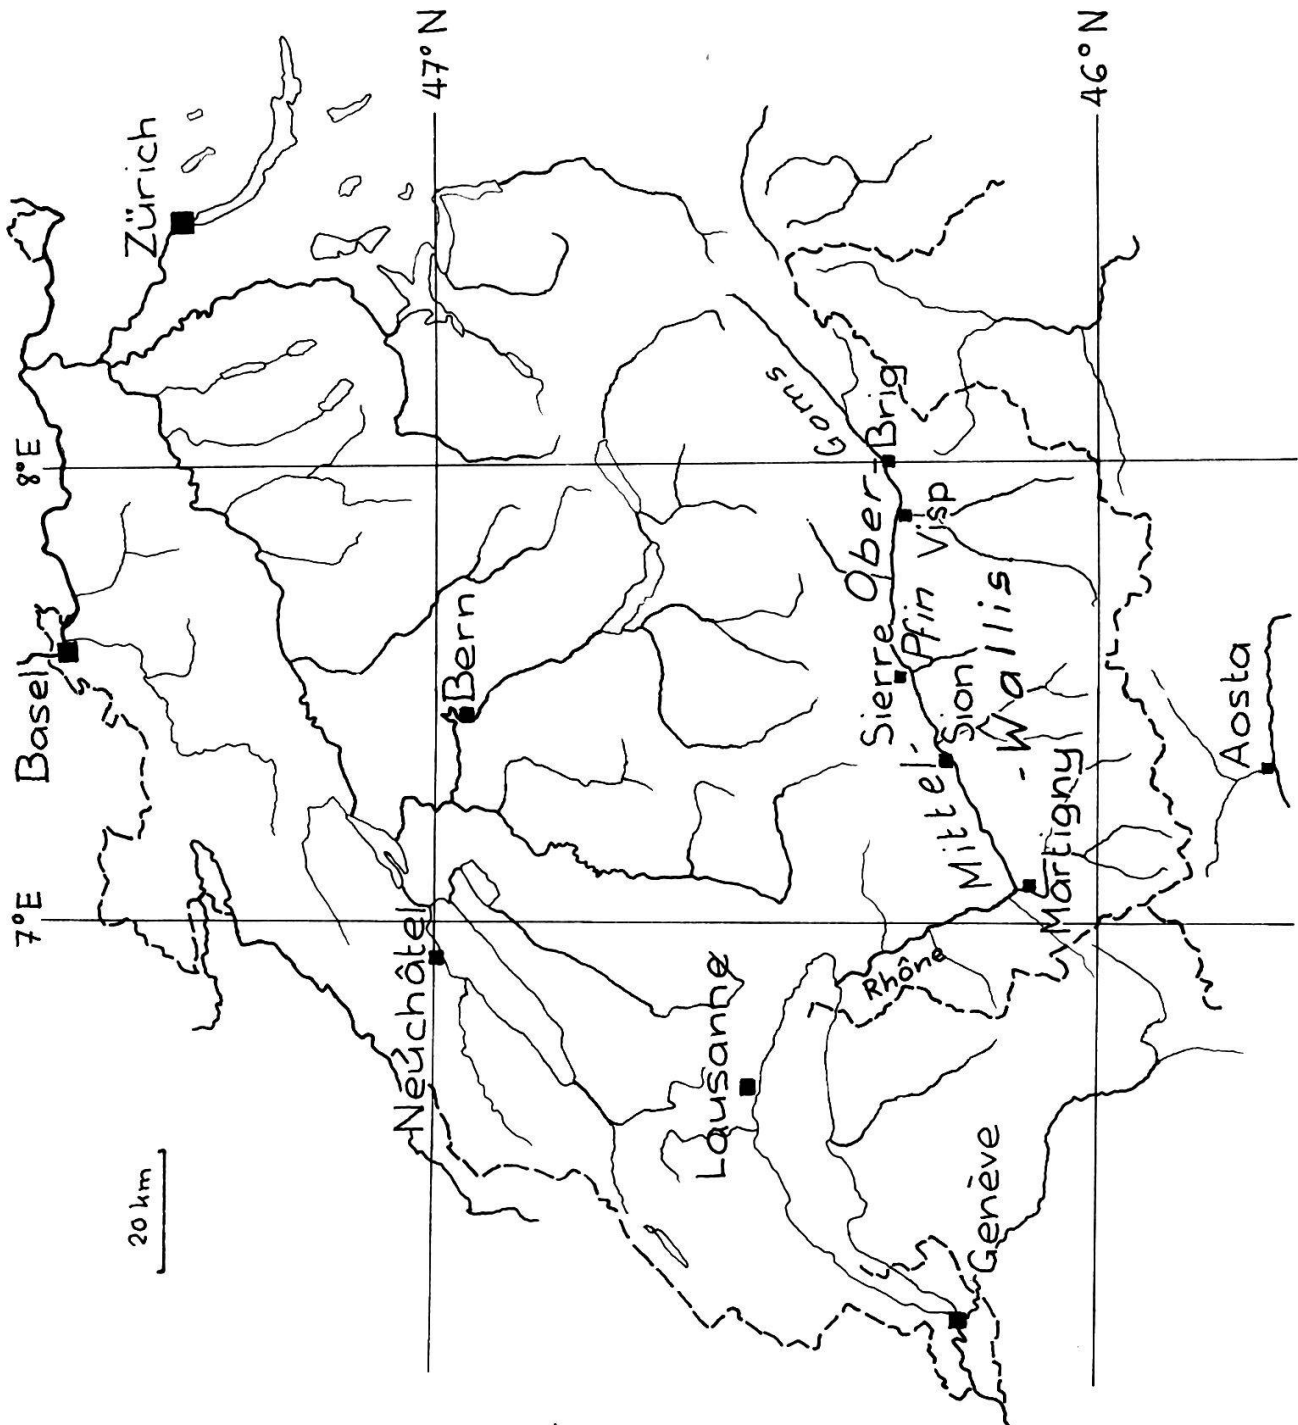 7°E
Basel
8°E
20 km
Zürich
Neuchâtel
47°N
Bern
Lausanne
Goms
Ober-
Brig
Sierre
Pfin
Visp
Rhône
Mittel-
Sion
-Wallis
Genève
Martigny
46°N
Aosta